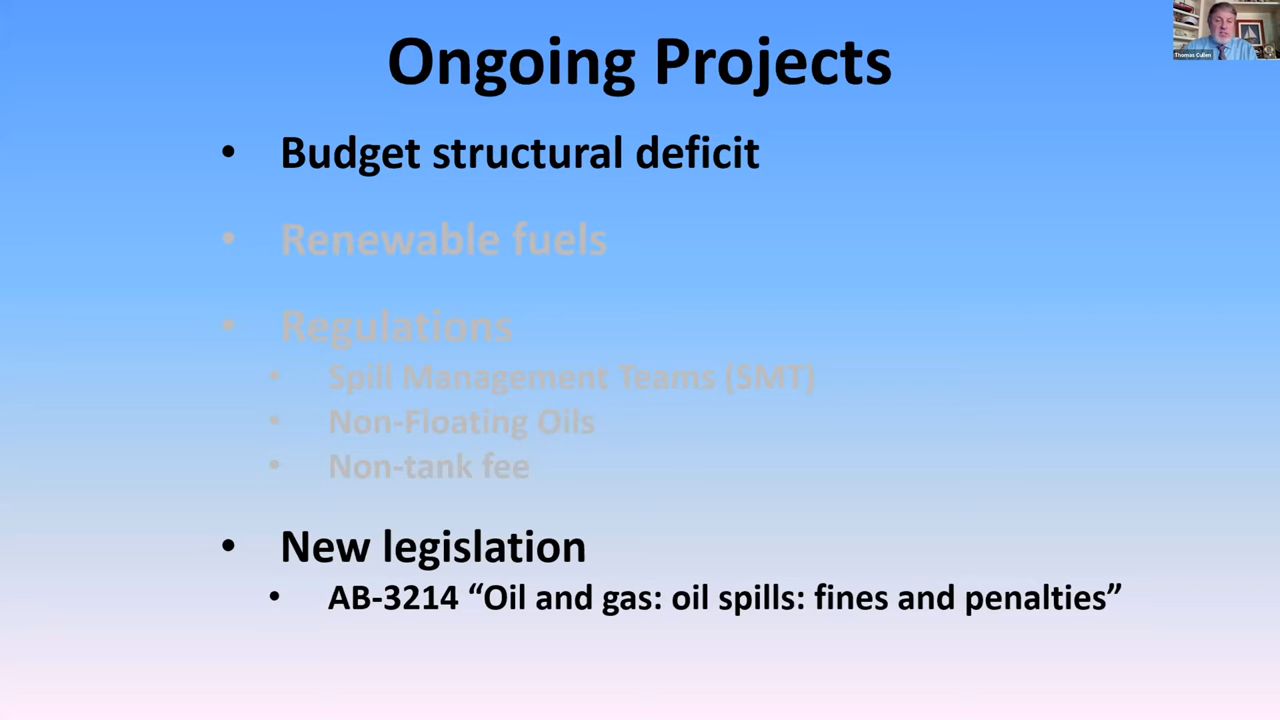 Ongoing Projects
Thomas Cullen
• Budget structural deficit
• Renewable fuels
• Regulations
• Spill Management Teams (SMT)
• Non-Floating Oils
• Non-tank fee
• New legislation
• AB-3214 “Oil and gas: oil spills: fines and penalties”